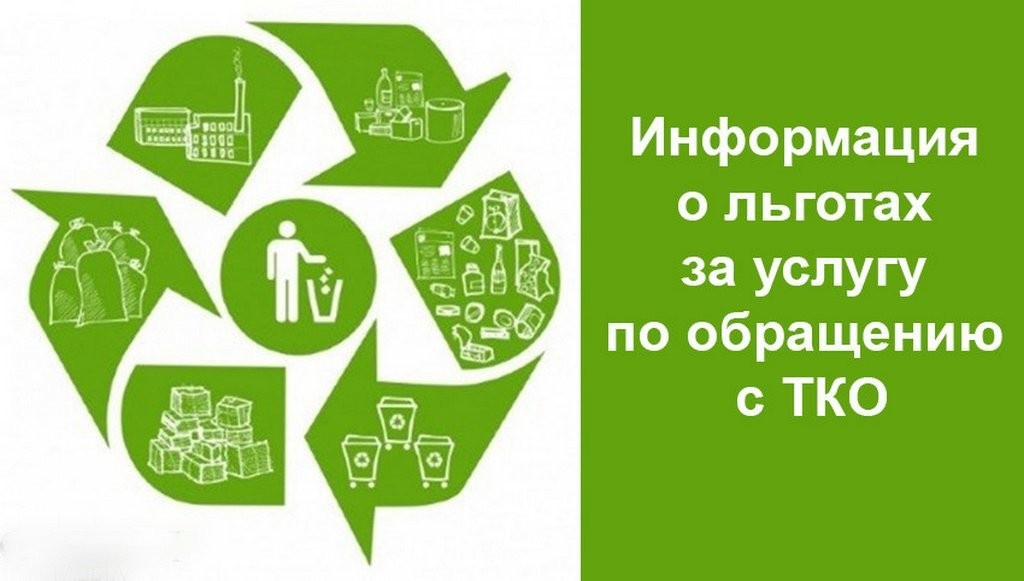 Информация
о льготах
за услугу
по обращению
с ТКО